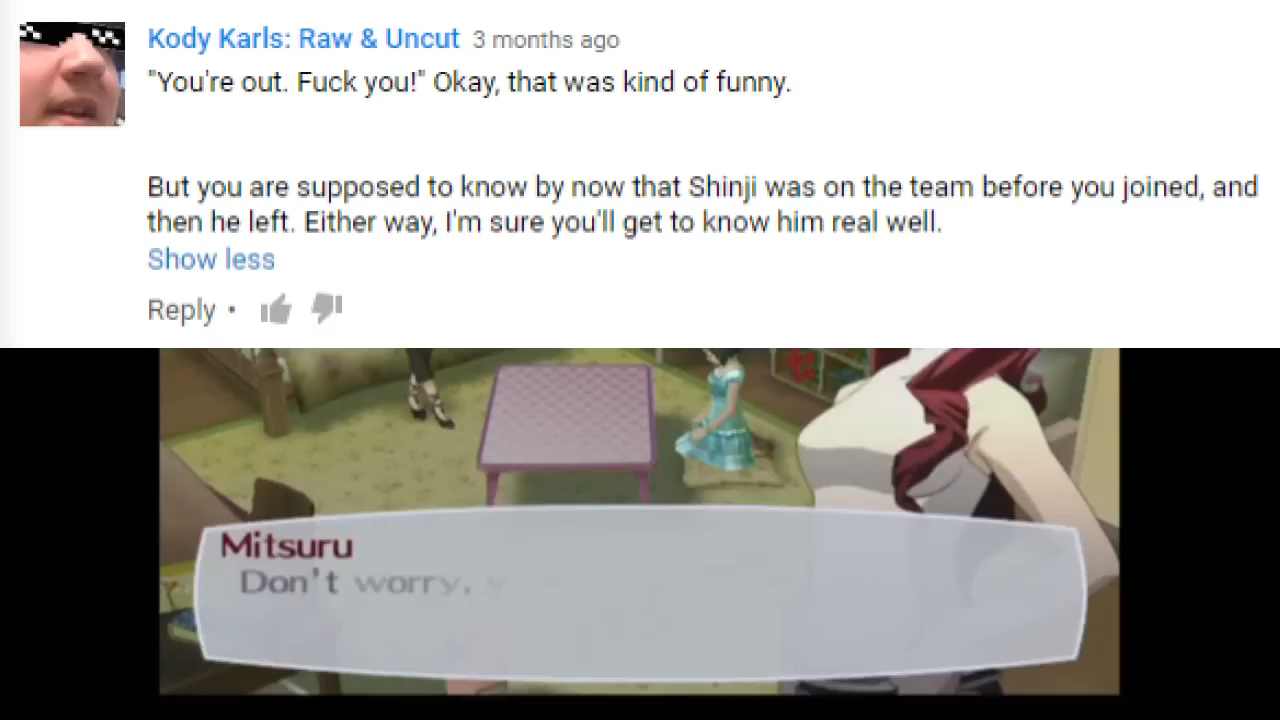 Kody Karls: Raw & Uncut 3 months ago
"You're out. Fuck you!" Okay, that was kind of funny.
But you are supposed to know by now that Shinji was on the team before you joined, and
then he left. Either way, I'm sure you'll get to know him real well.
Show less
Reply •
Mitsuru
Don't worry, y